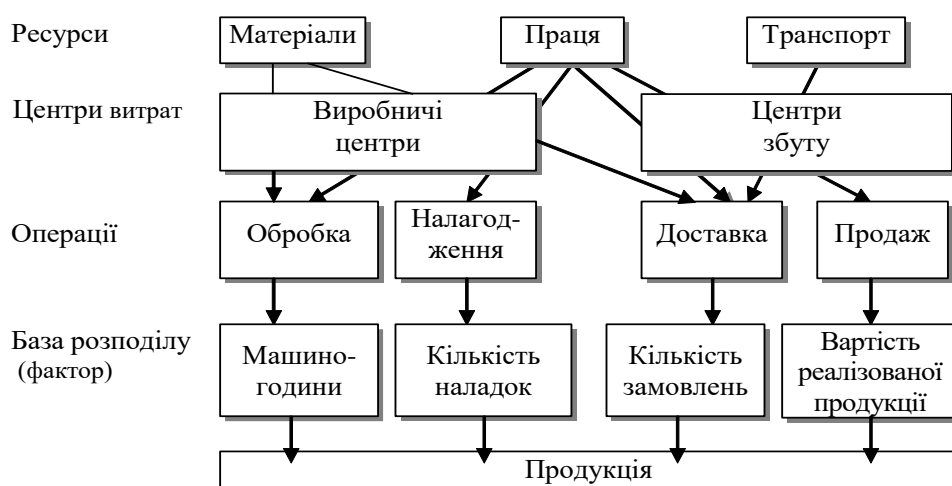 Ресурси
Матеріали
Праця
Транспорт
Центри витрат
Виробничі
центри
Центри
збуту
Операції
Обробка
Налагод-
ження
Доставка
Продаж
База розподілу
(фактор)
Машино-
години
Кількість
наладок
Кількість
замовлень
Вартість
реалізованої
продукції
Продукція